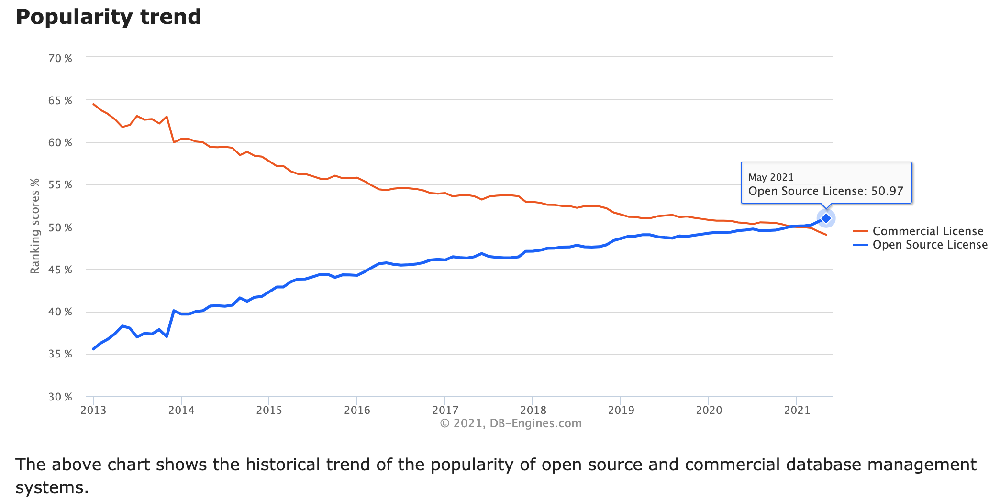 Popularity trend
70 %
65 %
60 %
55 %
50 %
45 %
40 %
35 %
30 %
Ranking scores %
May 2021
Open Source License: 50.97
Commercial License
Open Source License
2013 2014 2015 2016 2017 2018 2019 2020 2021
© 2021, DB-Engines.com
The above chart shows the historical trend of the popularity of open source and commercial database management
systems.